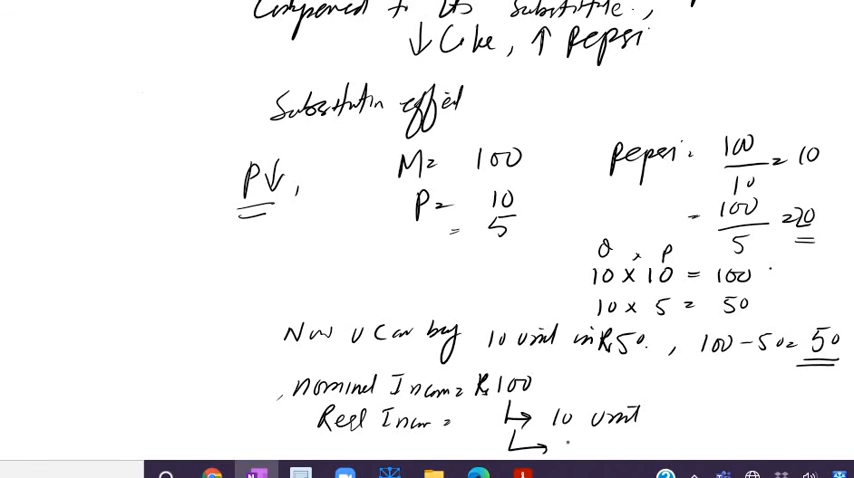 Compared to its substitute,
↓ Coke, ↑ Pepsi
Substitution effect
P↓, M= 100 Pepsi = 100/10 = 10
P= 10 = 100/5 = 20
= 5
Q × P
10 × 10 = 100
10 × 5 = 50
Now u can buy 10 unit in Rs 50. , 100-50= 50
, nominal Incom= Rs 100
Real Incom = ↳ 10 unit
↳